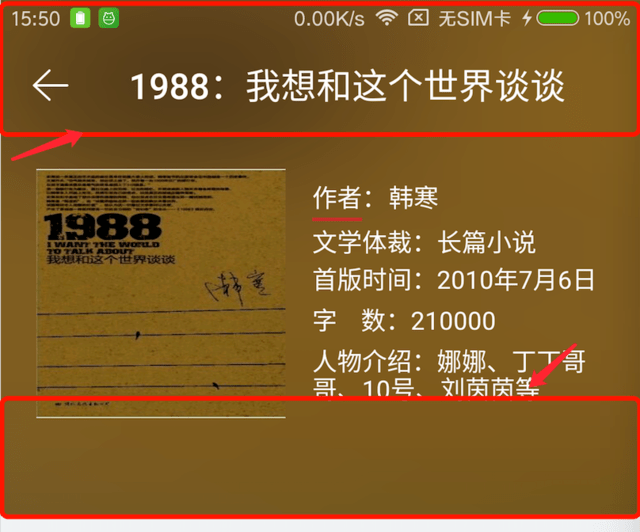 15:50
0.00K/s 无SIM卡 100%
1988：我想和这个世界谈谈
1988
I WANT THE WORLD
TO TALK ABOUT
我想和这个世界谈谈
韩寒
作者：韩寒
文学体裁：长篇小说
首版时间：2010年7月6日
字 数：210000
人物介绍：娜娜、丁丁哥
哥、10号、刘茵茵等